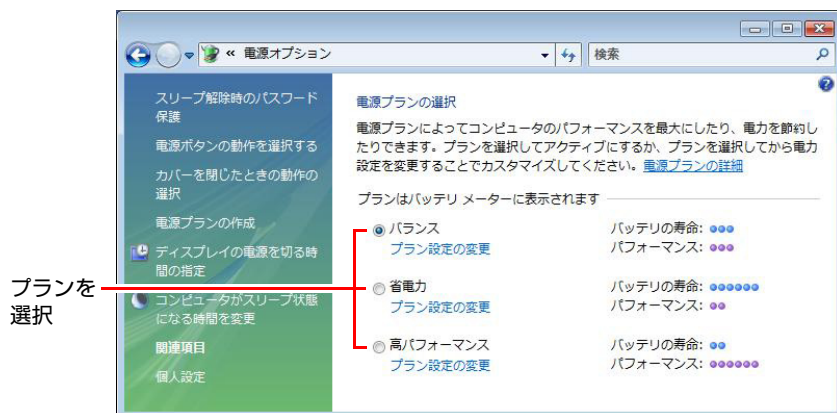 « 電源オプション
検索
スリープ解除時のパスワード
保護
電源ボタンの動作を選択する
カバーを閉じたときの動作の
選択
電源プランの作成
ディスプレイの電源を切る時
間の指定
コンピュータがスリープ状態
になる時間を変更
関連項目
個人設定
電源プランの選択
電源プランによってコンピュータのパフォーマンスを最大にしたり、電力を節約し
たりできます。プランを選択してアクティブにするか、プランを選択してから電力
設定を変更することでカスタマイズしてください。電源プランの詳細
プランはバッテリ メーターに表示されます
バランス バッテリの寿命:
プラン設定の変更 パフォーマンス:
省電力 バッテリの寿命:
プラン設定の変更 パフォーマンス:
高パフォーマンス バッテリの寿命:
プラン設定の変更 パフォーマンス:
プランを
選択